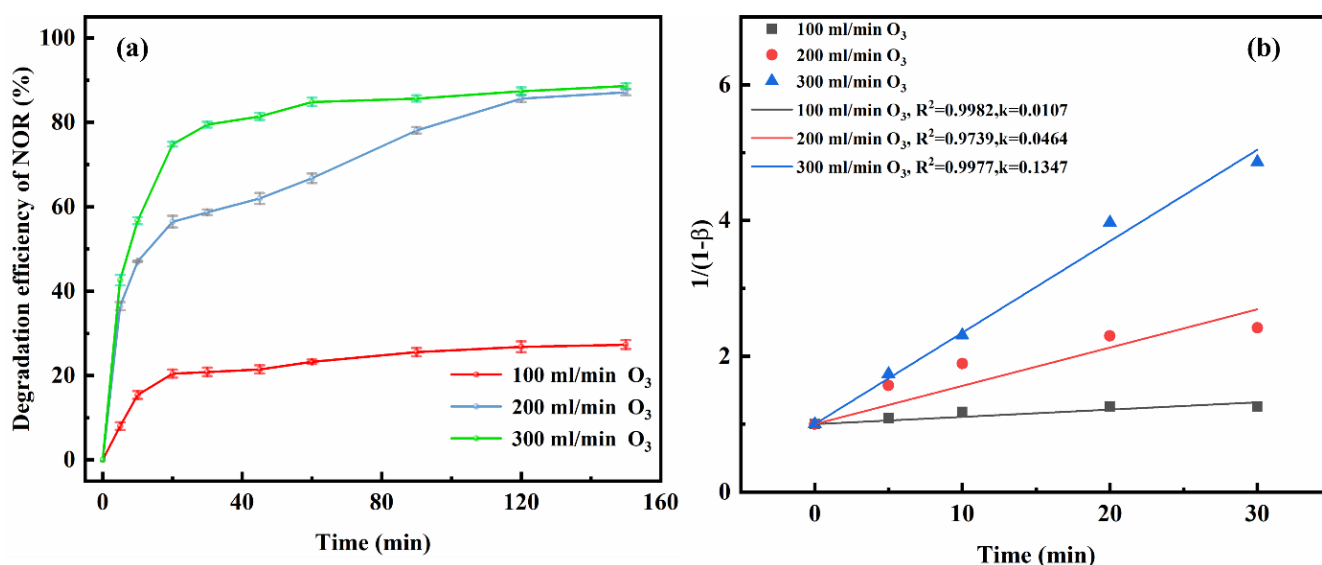 (a)
Degradation efficiency of NOR (%)
100
80
60
40
20
0
0 40 80 120 160
Time (min)
100 ml/min O₃
200 ml/min O₃
300 ml/min O₃
(b)
1/(1-β)
6
4
2
0
0 10 20 30
Time (min)
100 ml/min O₃
200 ml/min O₃
300 ml/min O₃
100 ml/min O₃, R²=0.9982,k=0.0107
200 ml/min O₃, R²=0.9739,k=0.0464
300 ml/min O₃, R²=0.9977,k=0.1347